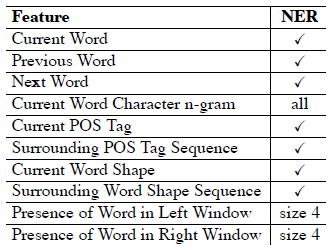 Feature NER
Current Word ✓
Previous Word ✓
Next Word ✓
Current Word Character n-gram all
Current POS Tag ✓
Surrounding POS Tag Sequence ✓
Current Word Shape ✓
Surrounding Word Shape Sequence ✓
Presence of Word in Left Window size 4
Presence of Word in Right Window size 4